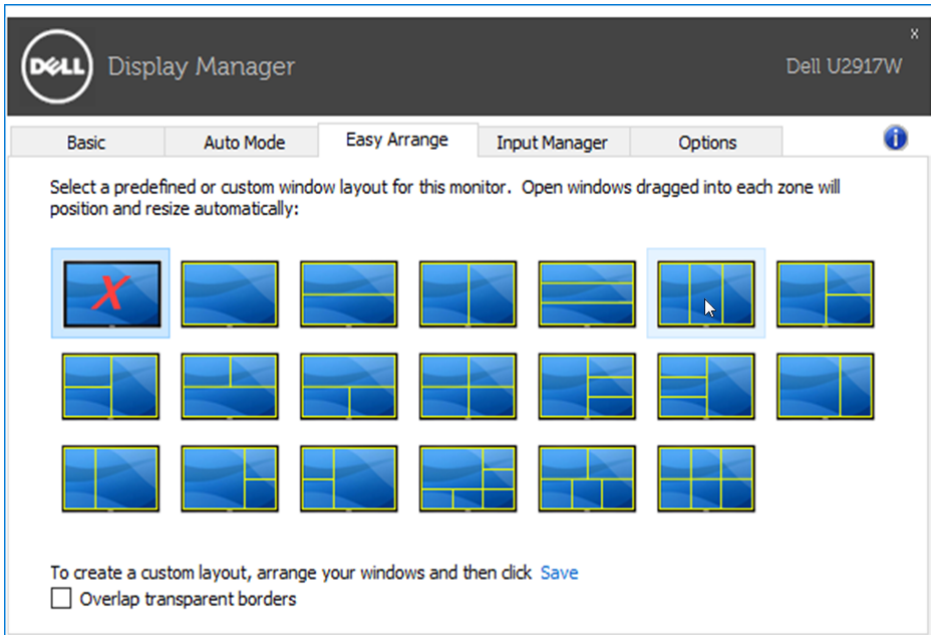 x
DELL Display Manager Dell U2917W
Basic Auto Mode Easy Arrange Input Manager Options i
Select a predefined or custom window layout for this monitor. Open windows dragged into each zone will
position and resize automatically:
X
To create a custom layout, arrange your windows and then click Save
Overlap transparent borders